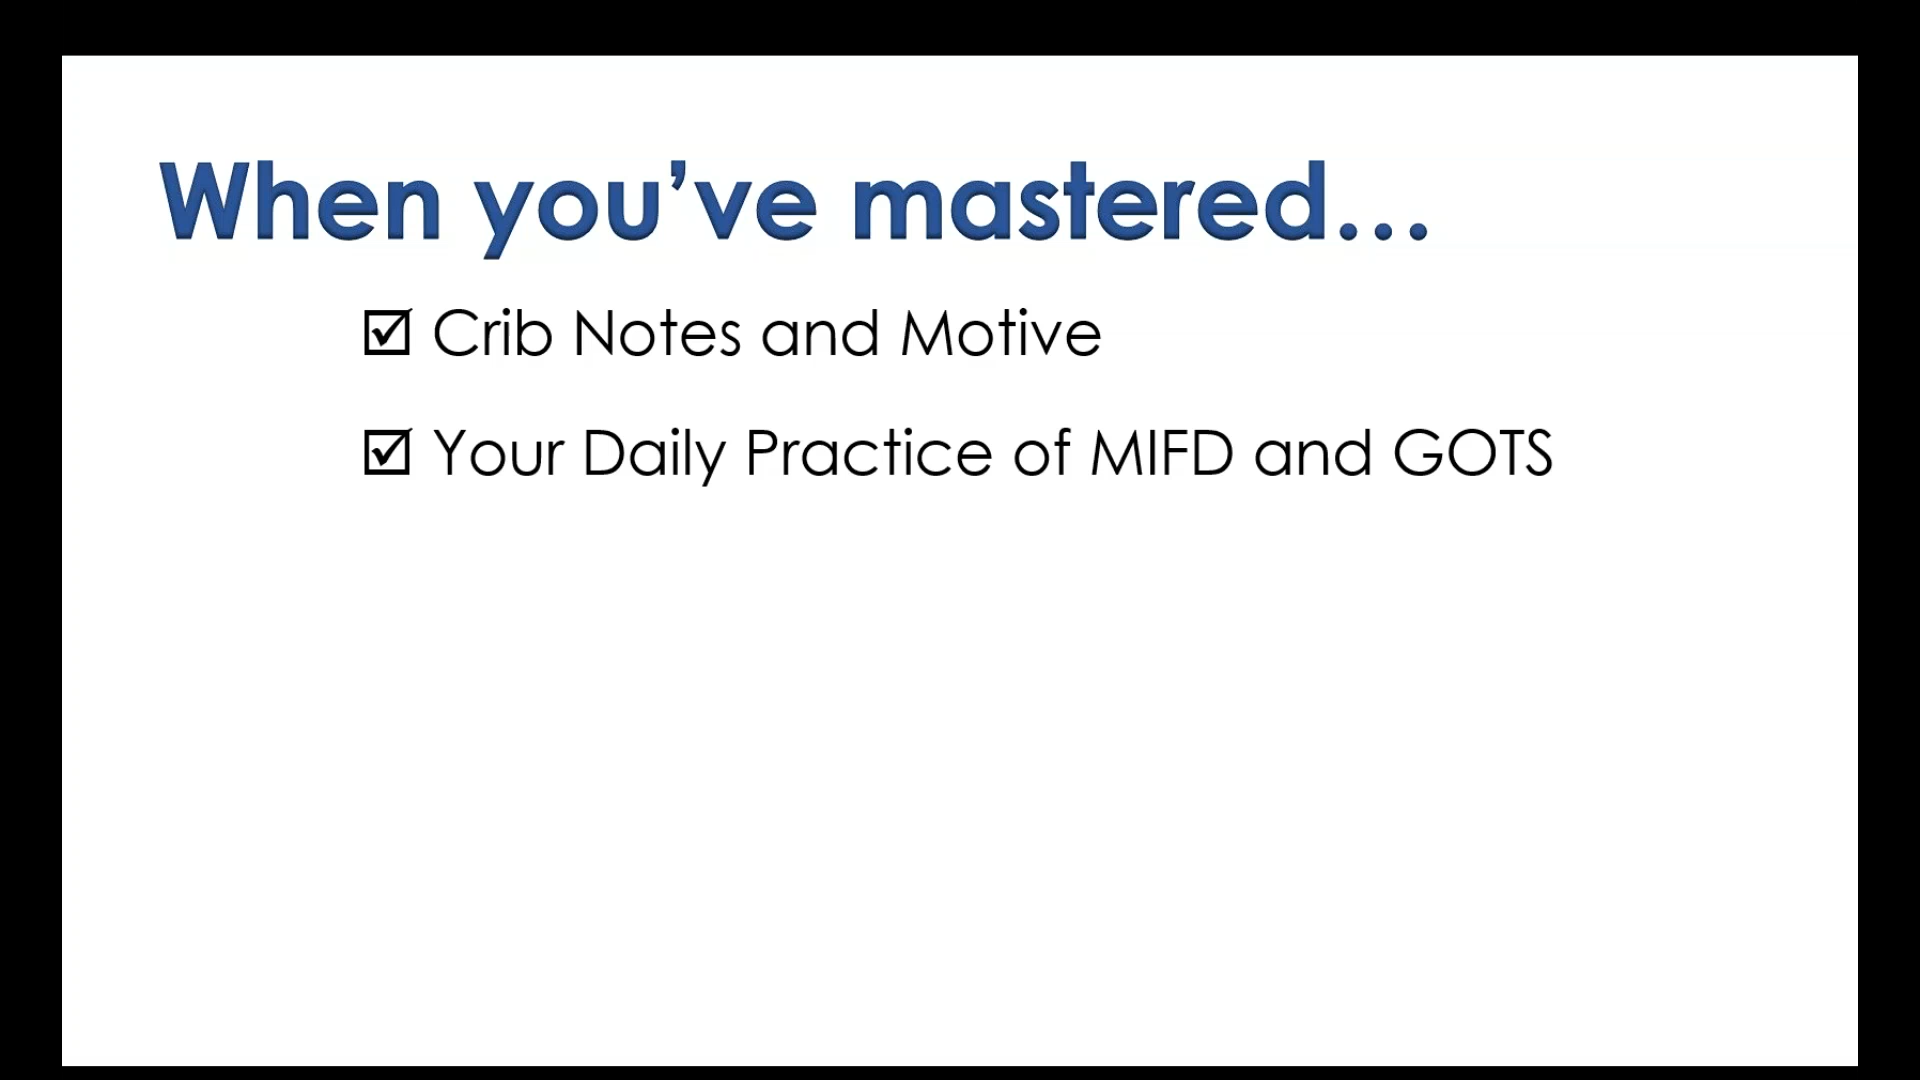 When you’ve mastered…
☑ Crib Notes and Motive
☑ Your Daily Practice of MIFD and GOTS